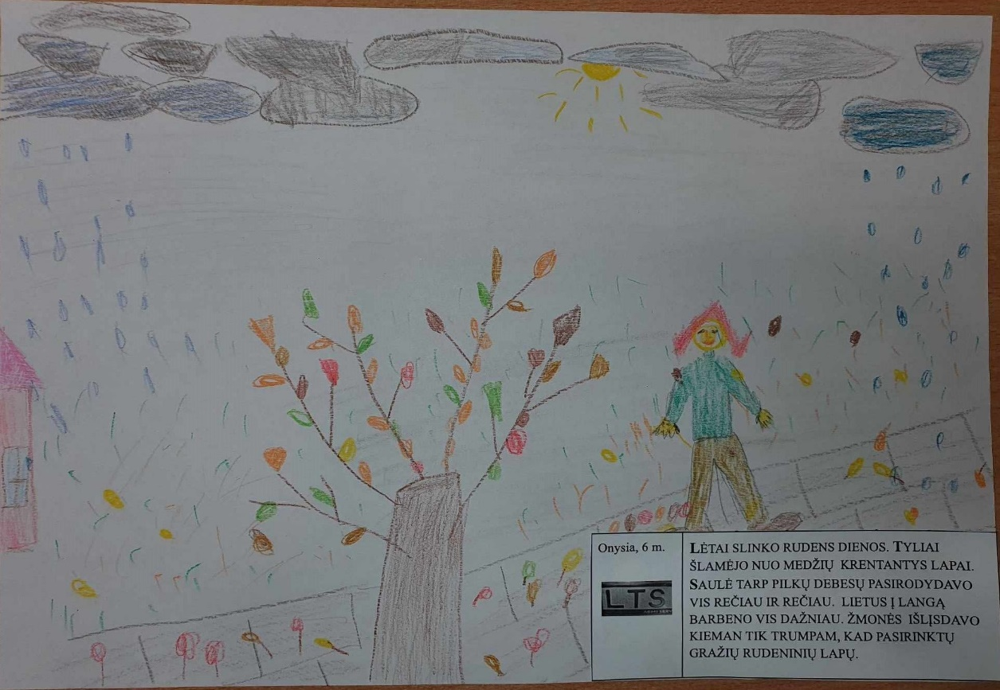 Onysia, 6 m.
LTS
LĖTAI SLINKO RUDENS DIENOS. TYLIAI
ŠLAMĖJO NUO MEDŽIŲ KRENTANTYS LAPAI.
SAULĖ TARP PILKŲ DEBESŲ PASIRODYDAVO
VIS REČIAU IR REČIAU. LIETUS Į LANGĄ
BARBENO VIS DAŽNIAU. ŽMONĖS IŠLĮSDAVO
KIEMAN TIK TRUMPAM, KAD PASIRINKTŲ
GRAŽIŲ RUDENINIŲ LAPŲ.